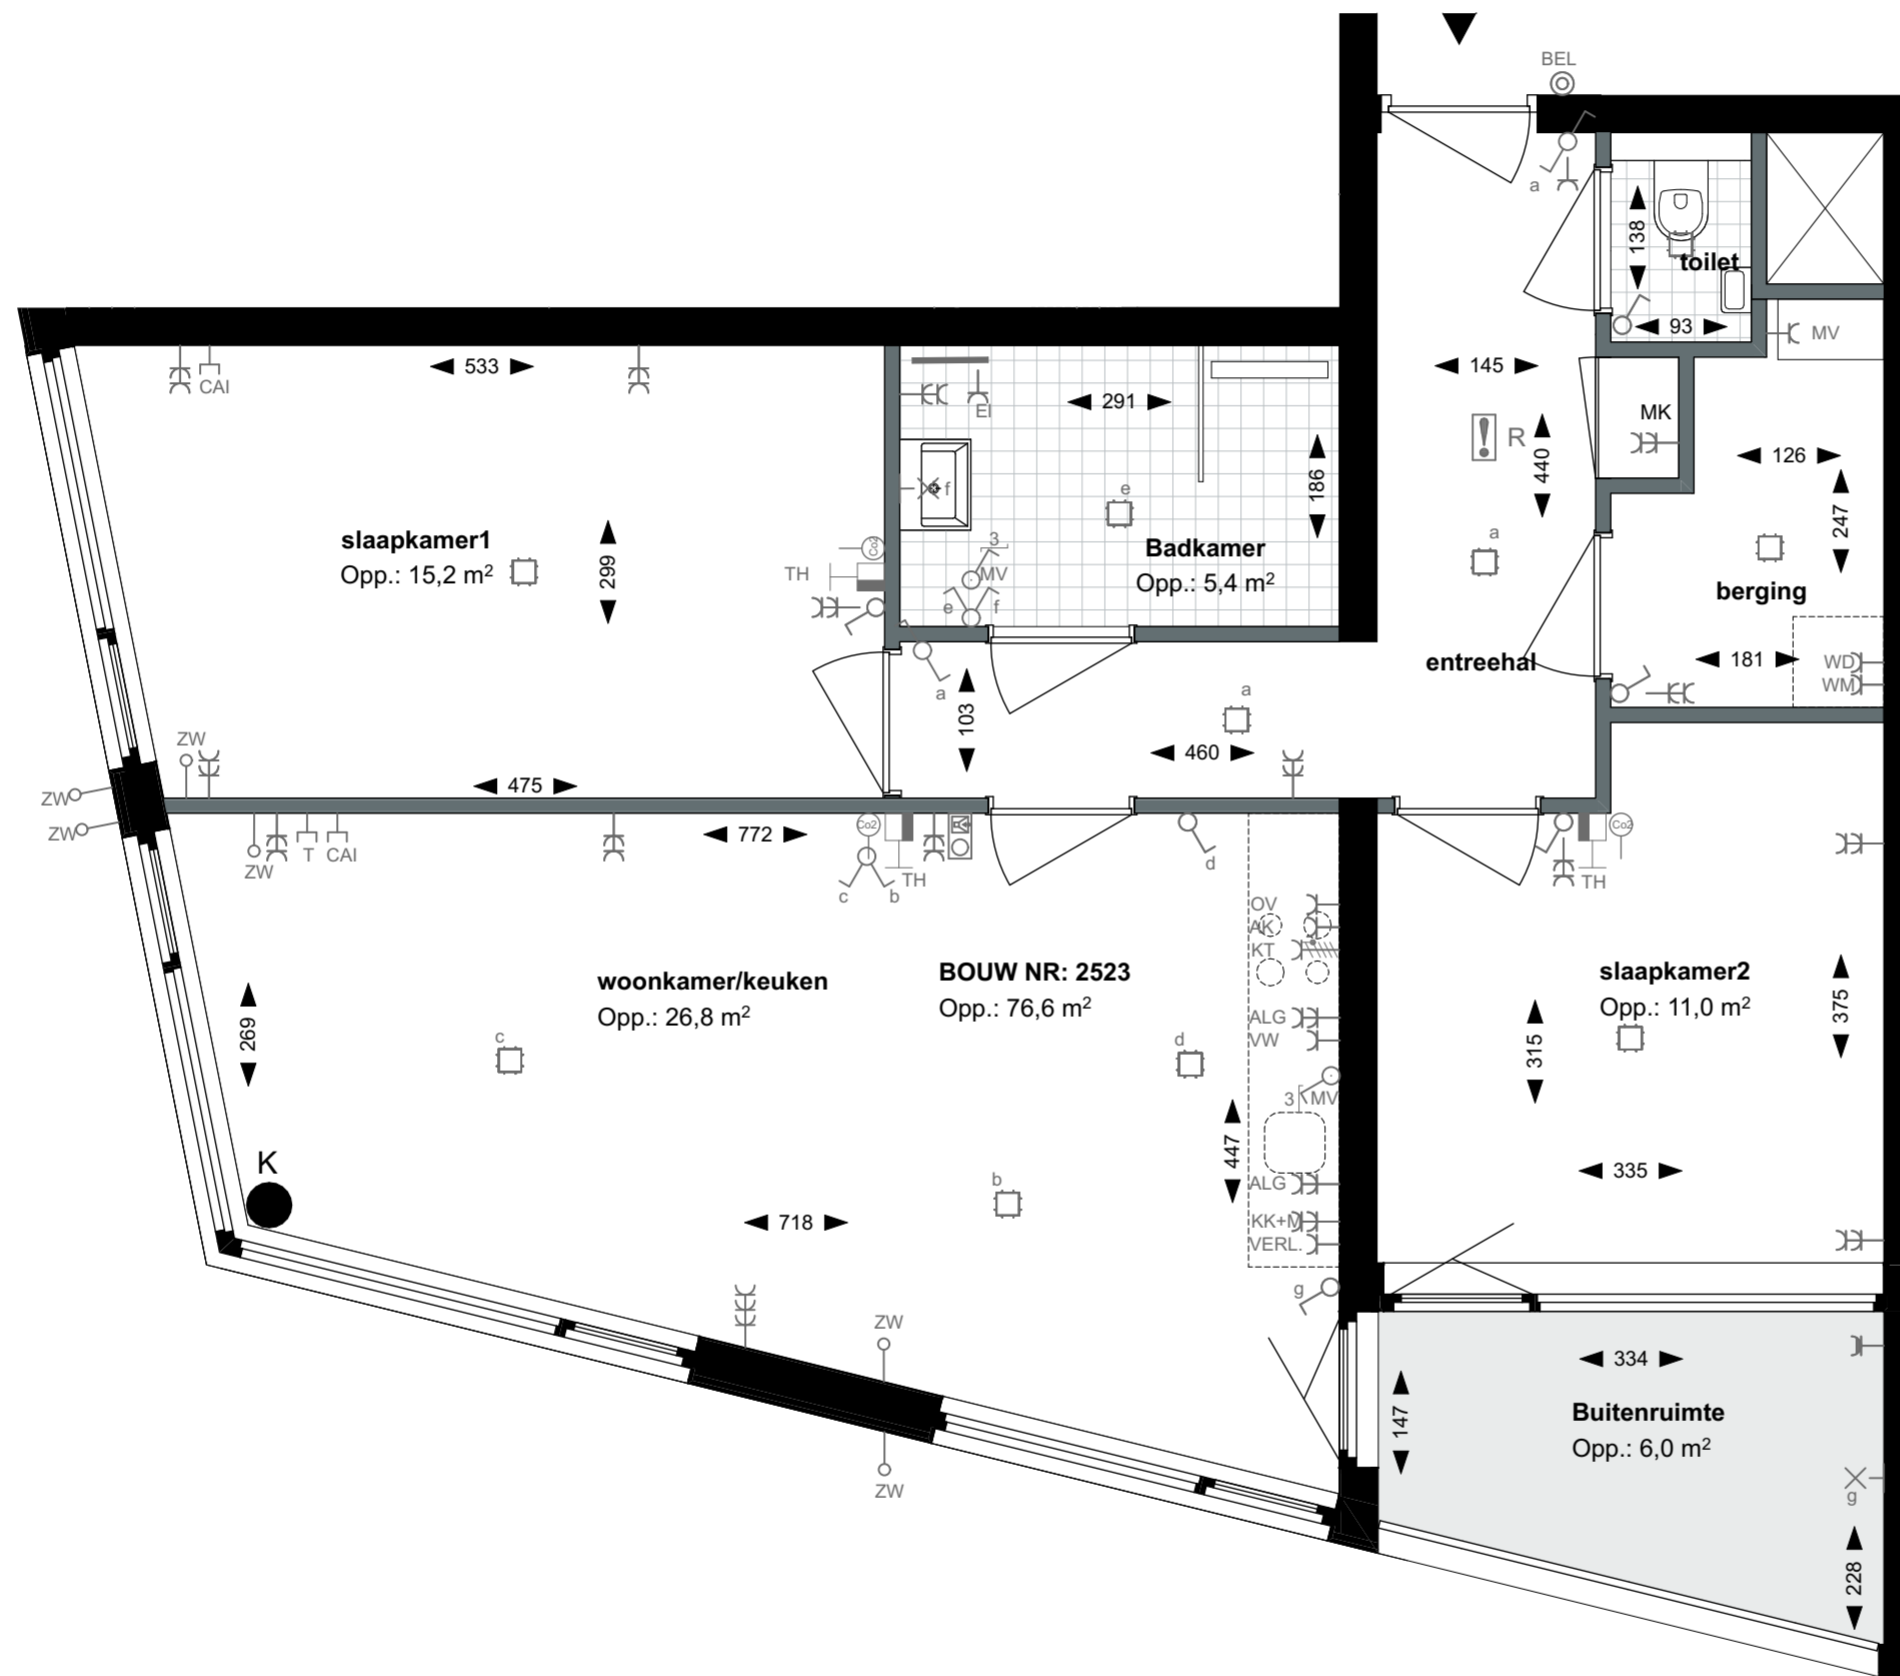 BEL
a
138
toilet
93
MV
CAI
533
EI
291
145
MK
R
440
126
186
247
f
e
a
slaapkamer1
Opp.: 15,2 m²
299
Co2
TH
3
MV
e
f
Badkamer
Opp.: 5,4 m²
berging
entreehal
181
WD
WM
a
103
a
460
ZW
ZW
ZW
475
772
ZW
T
CAI
Co2
TH
c
b
d
TH
Co2
OV
AK
KT
woonkamer/keuken
Opp.: 26,8 m²
BOUW NR: 2523
Opp.: 76,6 m²
slaapkamer2
Opp.: 11,0 m²
375
269
c
d
ALG
VW
315
3
MV
447
K
335
b
ALG
718
KK+M
VERL.
g
ZW
ZW
334
147
Buitenruimte
Opp.: 6,0 m²
g
228